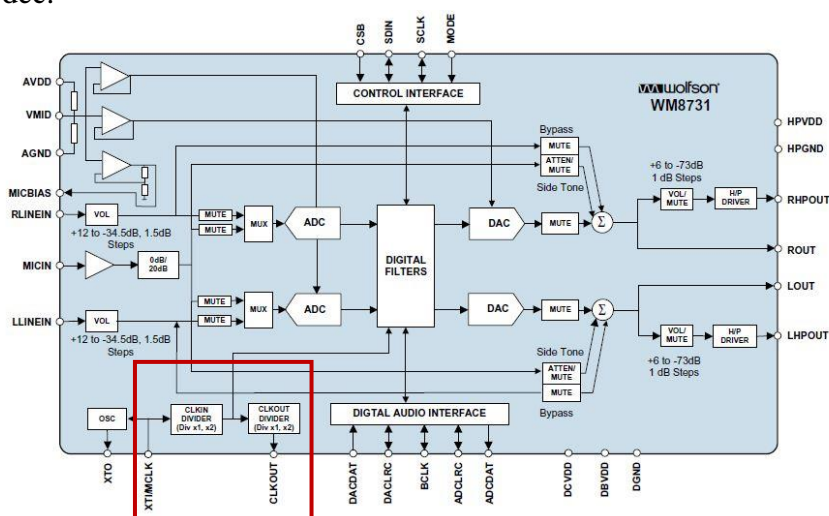 CSB
SDIN
SCLK
MODE
CONTROL INTERFACE
wolfson
WM8731
AVDD
VMID
AGND
MICBIAS
RLINEIN
MICIN
LLINEIN
HPVDD
HPGND
RHPOUT
ROUT
LOUT
LHPOUT
Bypass
MUTE
ATTEN/
MUTE
Side Tone
+6 to -73dB
1 dB Steps
VOL/
MUTE
H/P
DRIVER
VOL
+12 to -34.5dB, 1.5dB
Steps
MUTE
MUTE
MUX
ADC
DIGITAL
FILTERS
DAC
MUTE
Σ
0dB/
20dB
VOL
+12 to -34.5dB, 1.5dB
Steps
MUTE
MUTE
MUX
ADC
DAC
MUTE
Σ
VOL/
MUTE
H/P
DRIVER
+6 to -73dB
1 dB Steps
Side Tone
ATTEN/
MUTE
MUTE
Bypass
OSC
CLKIN
DIVIDER
(Div x1, x2)
CLKOUT
DIVIDER
(Div x1, x2)
DIGTAL AUDIO INTERFACE
XTO
XTI/MCLK
CLKOUT
DACDAT
DACLRC
BCLK
ADCLRC
ADCDAT
DCVDD
DBVDD
DGND